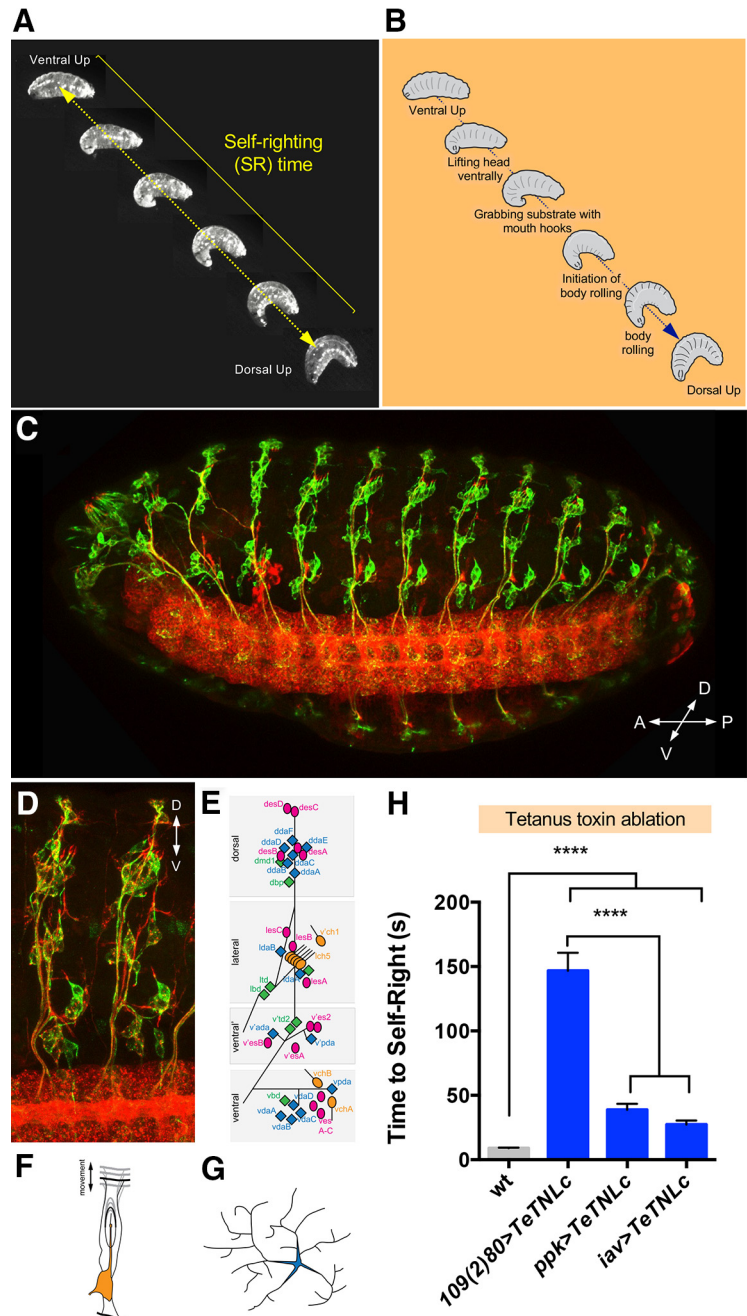 A
Ventral Up
Self-righting
(SR) time
Dorsal Up
B
Ventral Up
Lifting head
ventrally
Grabbing substrate with
mouth hooks
Initiation of
body rolling
body
rolling
Dorsal Up
C
D
A
P
V
D
D
V
E
dorsal
desD
desC
ddaF
ddaD
ddaE
desB
desA
dmd1
ddaC
ddaB
ddaA
dbp
lateral
lesC
lesB
v'ch1
ldaB
lch5
ltd
lesA
lbd
ventral'
v'td2
v'es2
v'ada
v'esB
v'pda
v'esA
ventral
vchB
vpda
vbd
vdaD
vchA
vdaA
vdaC
ves
vdaB
A-C
F
movement
G
H
Tetanus toxin ablation
****
****
Time to Self-Right (s)
200
150
100
50
0
wt
109(2)80>TeTNLc
ppk>TeTNLc
iav>TeTNLc